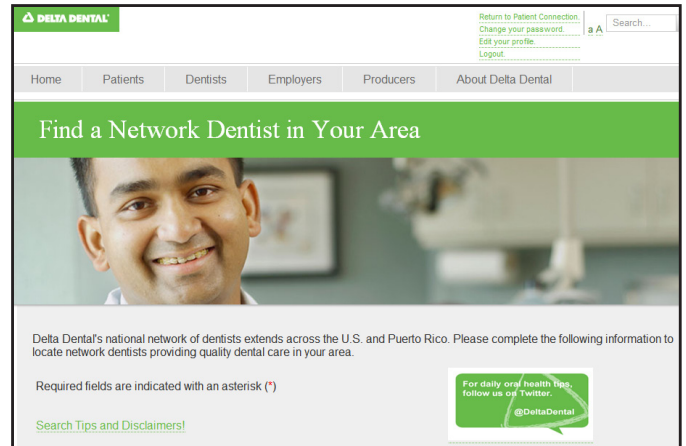 DELTA DENTAL®
Return to Patient Connection.
Change your password.
Edit your profile.
Logout.
a A
Search...
Home Patients Dentists Employers Producers About Delta Dental
Find a Network Dentist in Your Area
Delta Dental's national network of dentists extends across the U.S. and Puerto Rico. Please complete the following information to
locate network dentists providing quality dental care in your area.
Required fields are indicated with an asterisk (*)
For daily oral health tips,
follow us on Twitter.
@DeltaDental
Search Tips and Disclaimers!